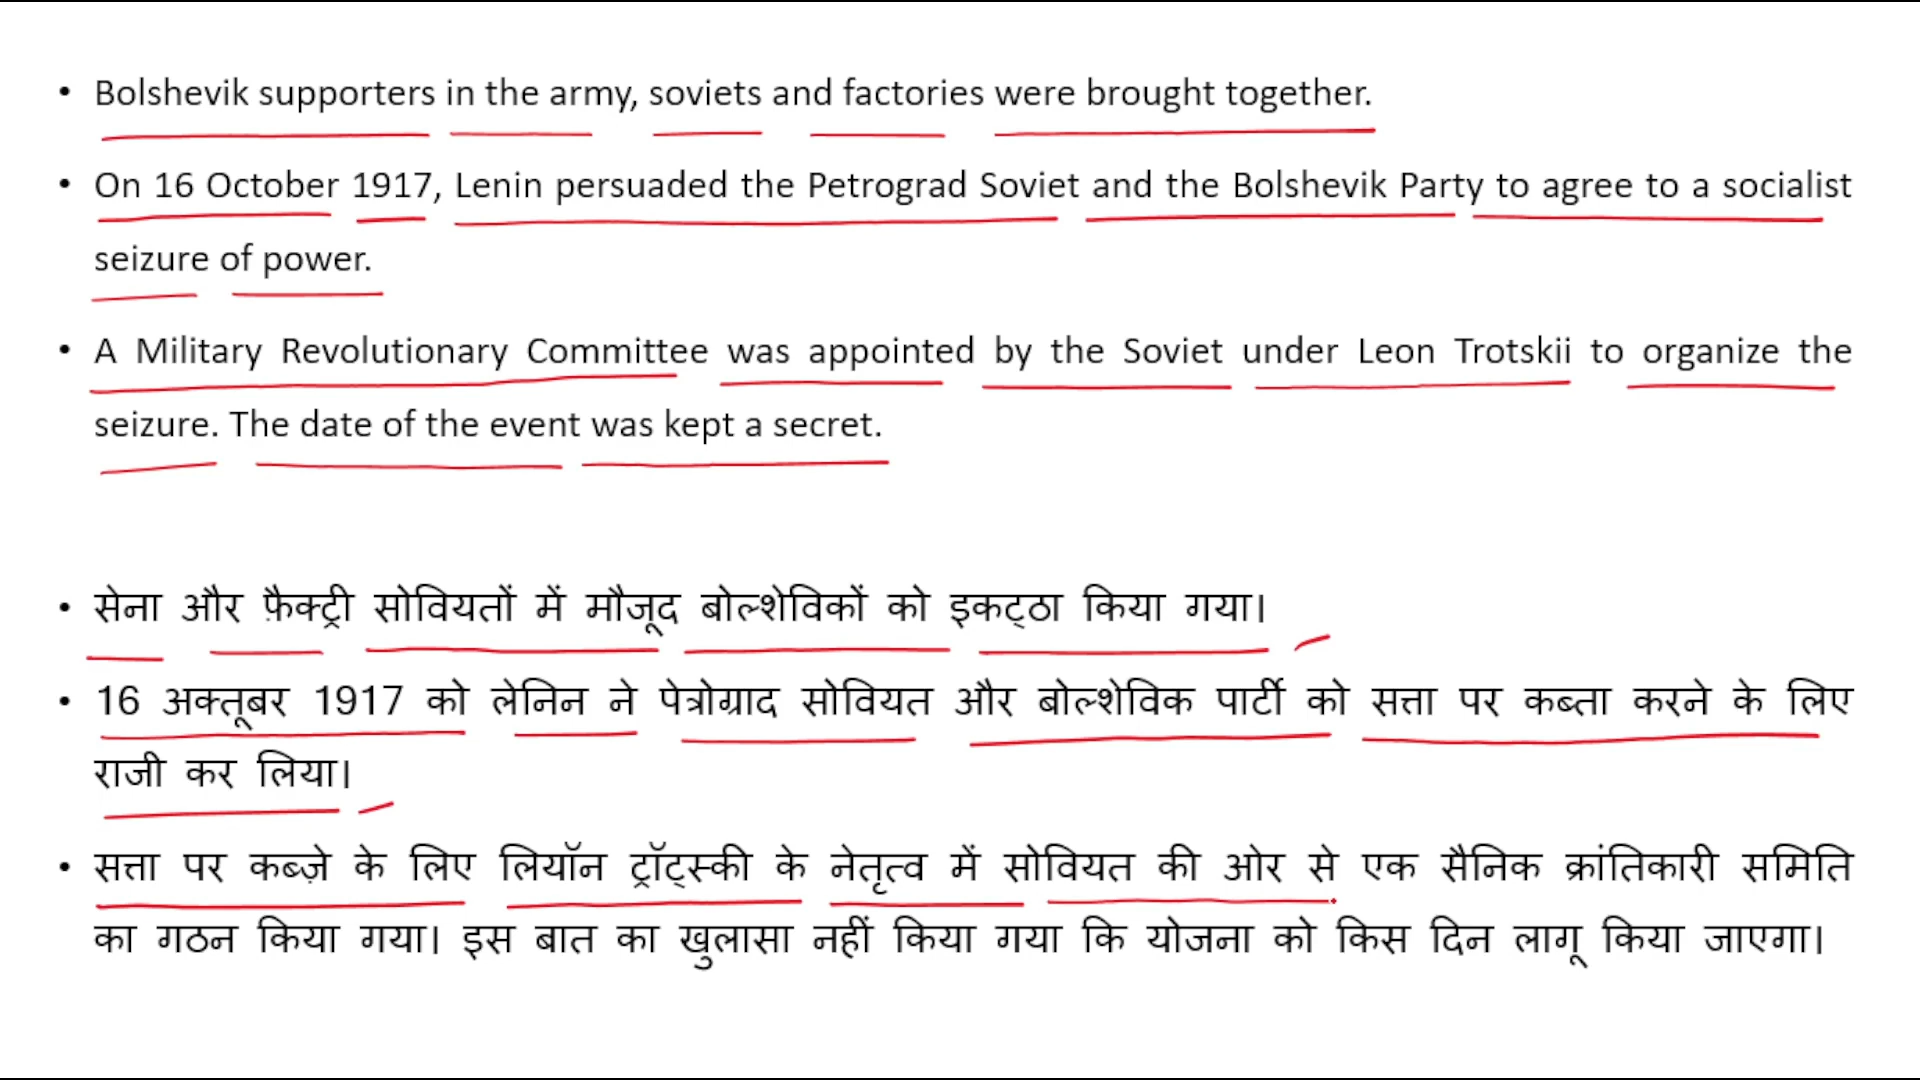 • Bolshevik supporters in the army, soviets and factories were brought together.
• On 16 October 1917, Lenin persuaded the Petrograd Soviet and the Bolshevik Party to agree to a socialist
seizure of power.
• A Military Revolutionary Committee was appointed by the Soviet under Leon Trotskii to organize the
seizure. The date of the event was kept a secret.
• सेना और फ़ैक्ट्री सोवियतों में मौजूद बोल्शेविकों को इकट्ठा किया गया।
• 16 अक्तूबर 1917 को लेनिन ने पेत्रोग्राद सोवियत और बोल्शेविक पार्टी को सत्ता पर कब्ता करने के लिए
राजी कर लिया।
• सत्ता पर कब्ज़े के लिए लियॉन ट्रॉट्स्की के नेतृत्व में सोवियत की ओर से एक सैनिक क्रांतिकारी समिति
का गठन किया गया। इस बात का खुलासा नहीं किया गया कि योजना को किस दिन लागू किया जाएगा।